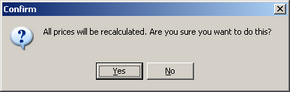 Confirm
All prices will be recalculated. Are you sure you want to do this?
Yes
No